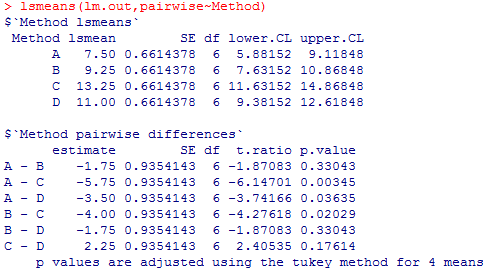 > lsmeans(lm.out,pairwise~Method)
$`Method lsmeans`
Method lsmean SE df lower.CL upper.CL
A 7.50 0.6614378 6 5.88152 9.11848
B 9.25 0.6614378 6 7.63152 10.86848
C 13.25 0.6614378 6 11.63152 14.86848
D 11.00 0.6614378 6 9.38152 12.61848
$`Method pairwise differences`
estimate SE df t.ratio p.value
A - B -1.75 0.9354143 6 -1.87083 0.33043
A - C -5.75 0.9354143 6 -6.14701 0.00345
A - D -3.50 0.9354143 6 -3.74166 0.03635
B - C -4.00 0.9354143 6 -4.27618 0.02029
B - D -1.75 0.9354143 6 -1.87083 0.33043
C - D 2.25 0.9354143 6 2.40535 0.17614
p values are adjusted using the tukey method for 4 means